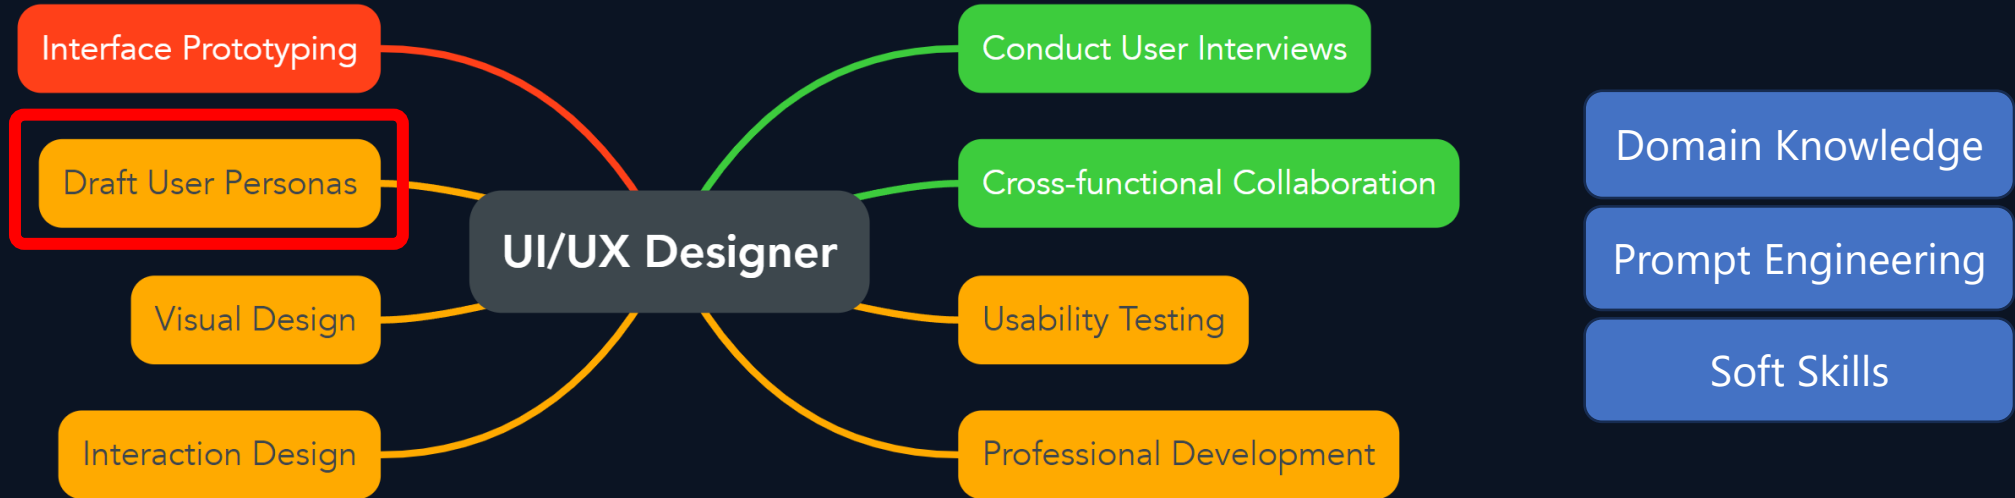 Interface Prototyping
Draft User Personas
Visual Design
Interaction Design
UI/UX Designer
Conduct User Interviews
Cross-functional Collaboration
Usability Testing
Professional Development
Domain Knowledge
Prompt Engineering
Soft Skills